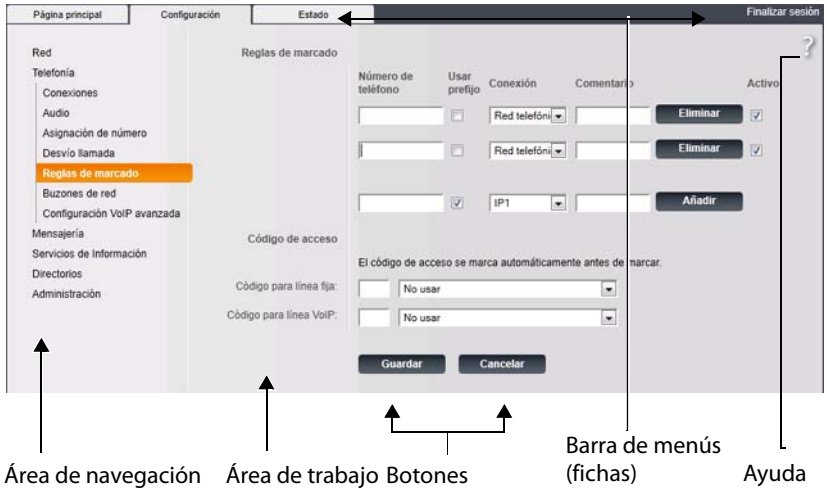 Página principal Configuración Estado Finalizar sesión
Red
Telefonía
Conexiones
Audio
Asignación de número
Desvío llamada
Reglas de marcado
Buzones de red
Configuración VoIP avanzada
Mensajería
Servicios de Información
Directorios
Administración
Reglas de marcado
?
Número de teléfono Usar prefijo Conexión Comentario Activo
Red telefóni Eliminar
Red telefóni Eliminar
IP1 Añadir
Código de acceso
El código de acceso se marca automáticamente antes de marcar.
Código para línea fija: No usar
Código para línea VoIP: No usar
Guardar Cancelar
Área de navegación
Área de trabajo
Botones
Barra de menús
(fichas)
Ayuda